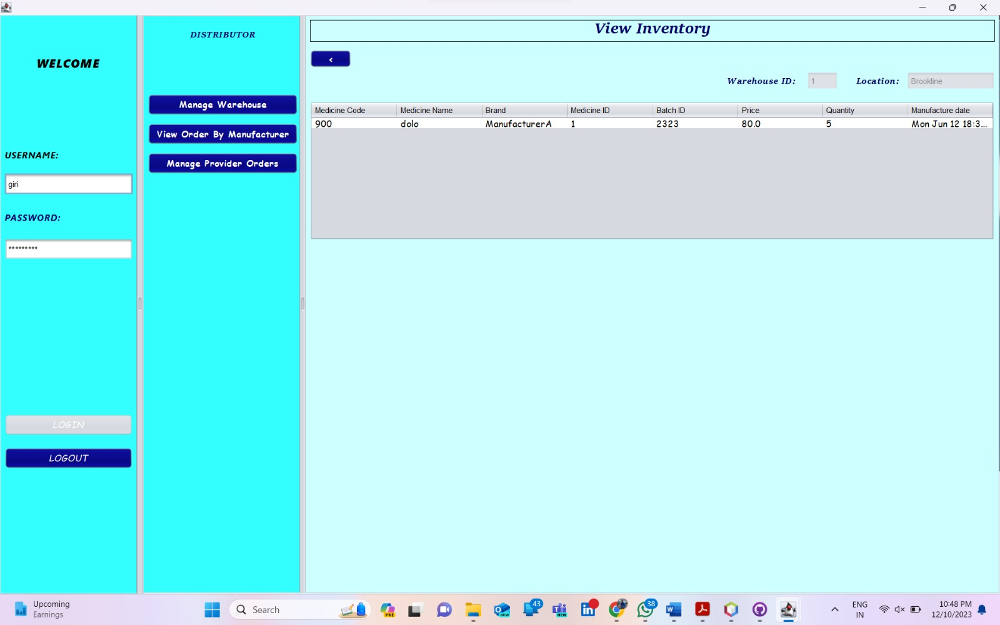 WELCOME
USERNAME:
giri
PASSWORD:
*********
LOGIN
LOGOUT
DISTRIBUTOR
Manage Warehouse
View Order By Manufacturer
Manage Provider Orders
View Inventory
<
Warehouse ID: 1 Location: Brookline
Medicine Code Medicine Name Brand Medicine ID Batch ID Price Quantity Manufacture date
900 dolo ManufacturerA 1 2323 80.0 5 Mon Jun 12 18:3...
Upcoming
Earnings
Search
PRE
NEW
43
NEW
38
ENG
IN
10:48 PM
12/10/2023